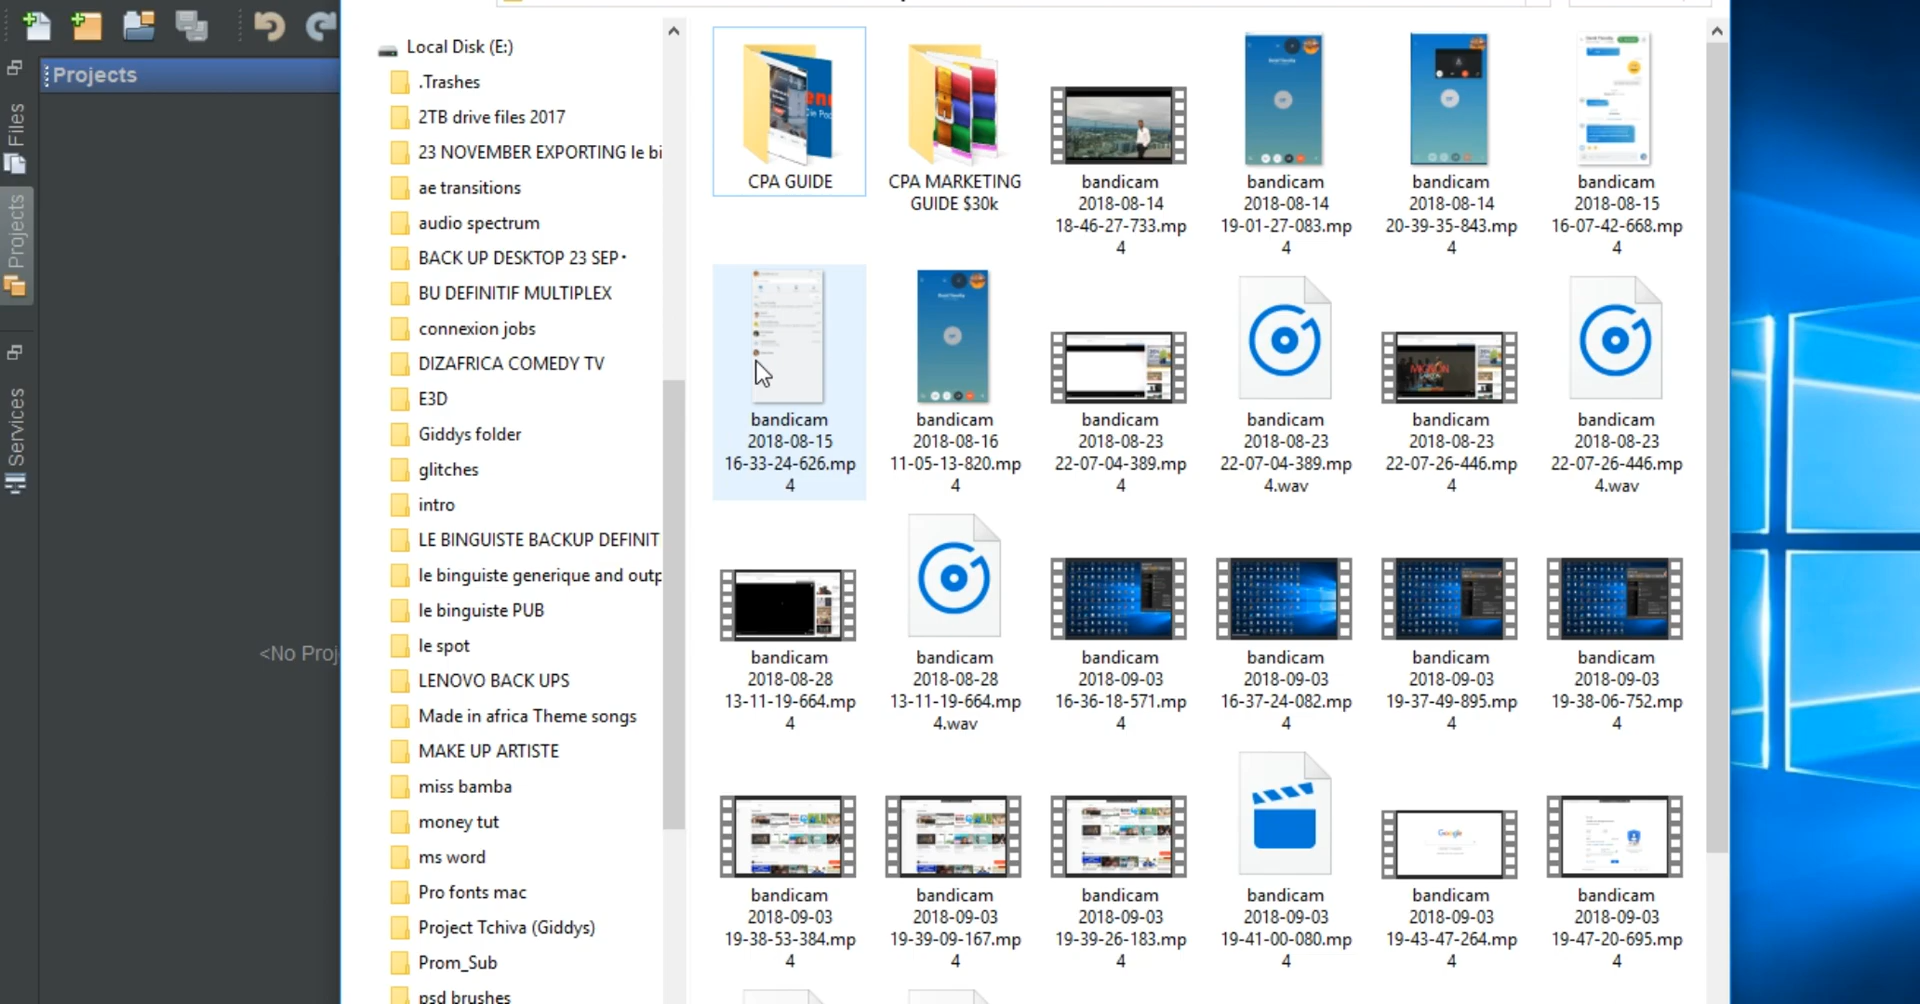 Projects
Files
Projects
Services
<No Proj
Local Disk (E:)
.Trashes
2TB drive files 2017
23 NOVEMBER EXPORTING le bi
ae transitions
audio spectrum
BACK UP DESKTOP 23 SEP
BU DEFINITIF MULTIPLEX
connexion jobs
DIZAFRICA COMEDY TV
E3D
Giddys folder
glitches
intro
LE BINGUISTE BACKUP DEFINIT
le binguiste generique and outp
le binguiste PUB
le spot
LENOVO BACK UPS
Made in africa Theme songs
MAKE UP ARTISTE
miss bamba
money tut
ms word
Pro fonts mac
Project Tchiva (Giddys)
Prom_Sub
psd brushes
CPA GUIDE
CPA MARKETING
GUIDE $30k
bandicam
2018-08-14
18-46-27-733.mp
4
bandicam
2018-08-14
19-01-27-083.mp
4
bandicam
2018-08-14
20-39-35-843.mp
4
bandicam
2018-08-15
16-07-42-668.mp
4
bandicam
2018-08-15
16-33-24-626.mp
4
bandicam
2018-08-16
11-05-13-820.mp
4
bandicam
2018-08-23
22-07-04-389.mp
4
bandicam
2018-08-23
22-07-04-389.mp
4.wav
bandicam
2018-08-23
22-07-26-446.mp
4
bandicam
2018-08-23
22-07-26-446.mp
4.wav
bandicam
2018-08-28
13-11-19-664.mp
4
bandicam
2018-08-28
13-11-19-664.mp
4.wav
bandicam
2018-09-03
16-36-18-571.mp
4
bandicam
2018-09-03
16-37-24-082.mp
4
bandicam
2018-09-03
19-37-49-895.mp
4
bandicam
2018-09-03
19-38-06-752.mp
4
Google
bandicam
2018-09-03
19-38-53-384.mp
4
bandicam
2018-09-03
19-39-09-167.mp
4
bandicam
2018-09-03
19-39-26-183.mp
4
bandicam
2018-09-03
19-41-00-080.mp
4
bandicam
2018-09-03
19-43-47-264.mp
4
bandicam
2018-09-03
19-47-20-695.mp
4